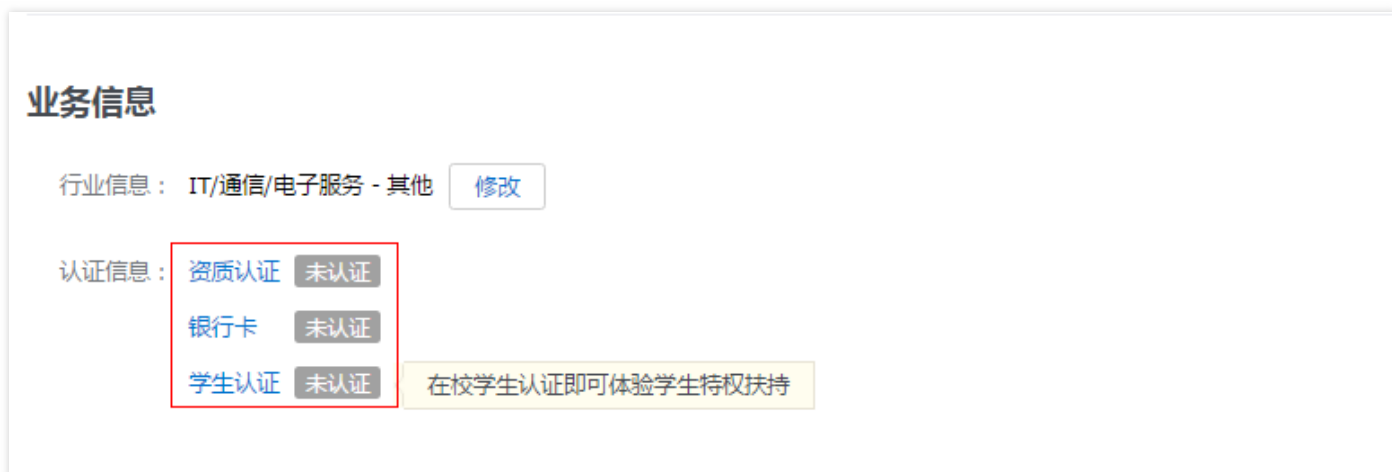 业务信息
行业信息： IT/通信/电子服务 - 其他 修改
认证信息： 资质认证 未认证
银行卡 未认证
学生认证 未认证 在校学生认证即可体验学生特权扶持